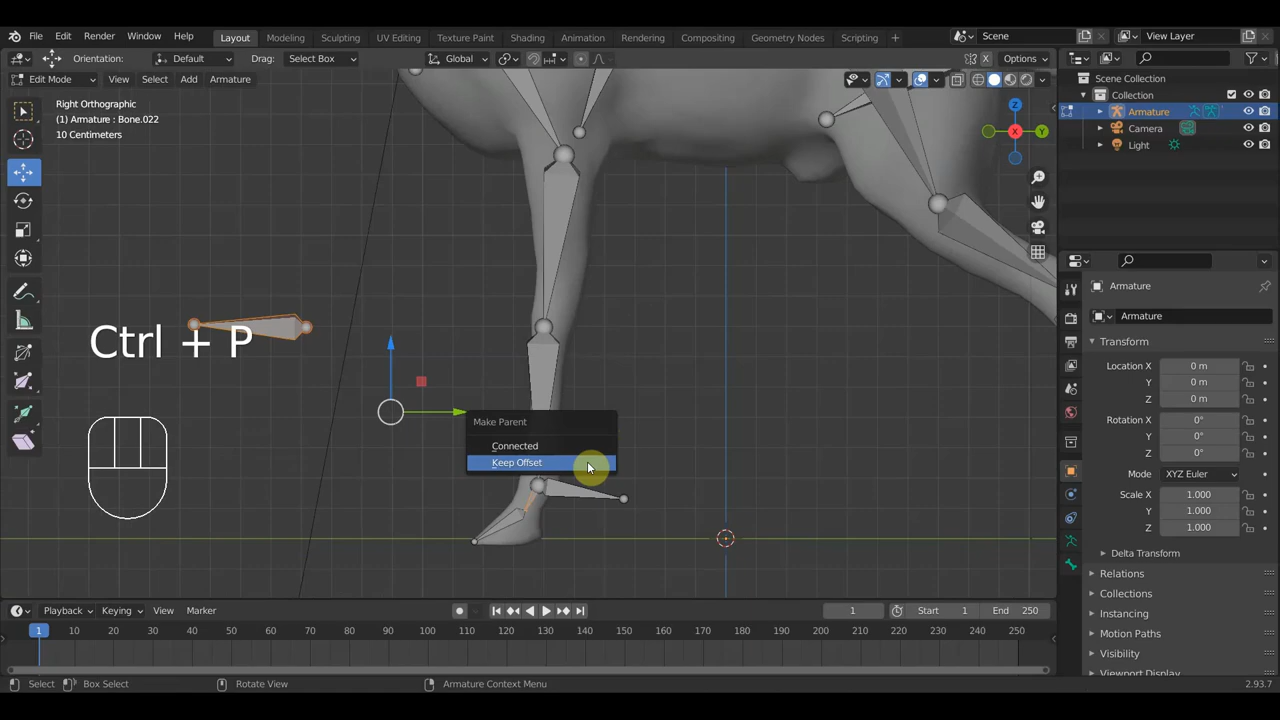 File Edit Render Window Help Layout Modeling Sculpting UV Editing Texture Paint Shading Animation Rendering Compositing Geometry Nodes Scripting + Scene View Layer
Orientation: Default Drag: Select Box Global X Options
Edit Mode View Select Add Armature
Right Orthographic
(1) Armature : Bone.022
10 Centimeters
Z
X
Y
Scene Collection
Collection
Armature
Camera
Light
Ctrl + P
Make Parent
Connected
Keep Offset
Armature
Armature
Transform
Location X 0 m
Y 0 m
Z 0 m
Rotation X 0°
Y 0°
Z 0°
Mode XYZ Euler
Scale X 1.000
Y 1.000
Z 1.000
Delta Transform
Relations
Collections
Instancing
Motion Paths
Visibility
Viewport Display
Playback Keying View Marker 1 Start 1 End 250
1 10 20 30 40 50 60 70 80 90 100 110 120 130 140 150 160 170 180 190 200 210 220 230 240 250
Select Box Select Rotate View Armature Context Menu 2.93.7